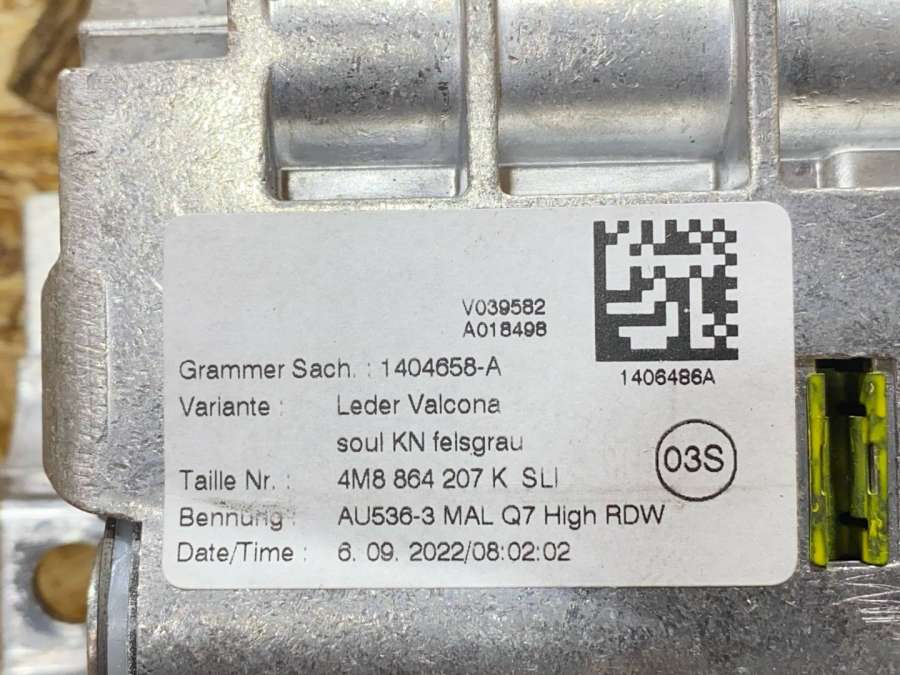 V039582
A018498
1406486A
Grammer Sach. : 1404658-A
Variante : Leder Valcona
soul KN felsgrau
03S
Taille Nr. : 4M8 864 207 K SLI
Bennung : AU536-3 MAL Q7 High RDW
Date/Time : 6. 09. 2022/08:02:02